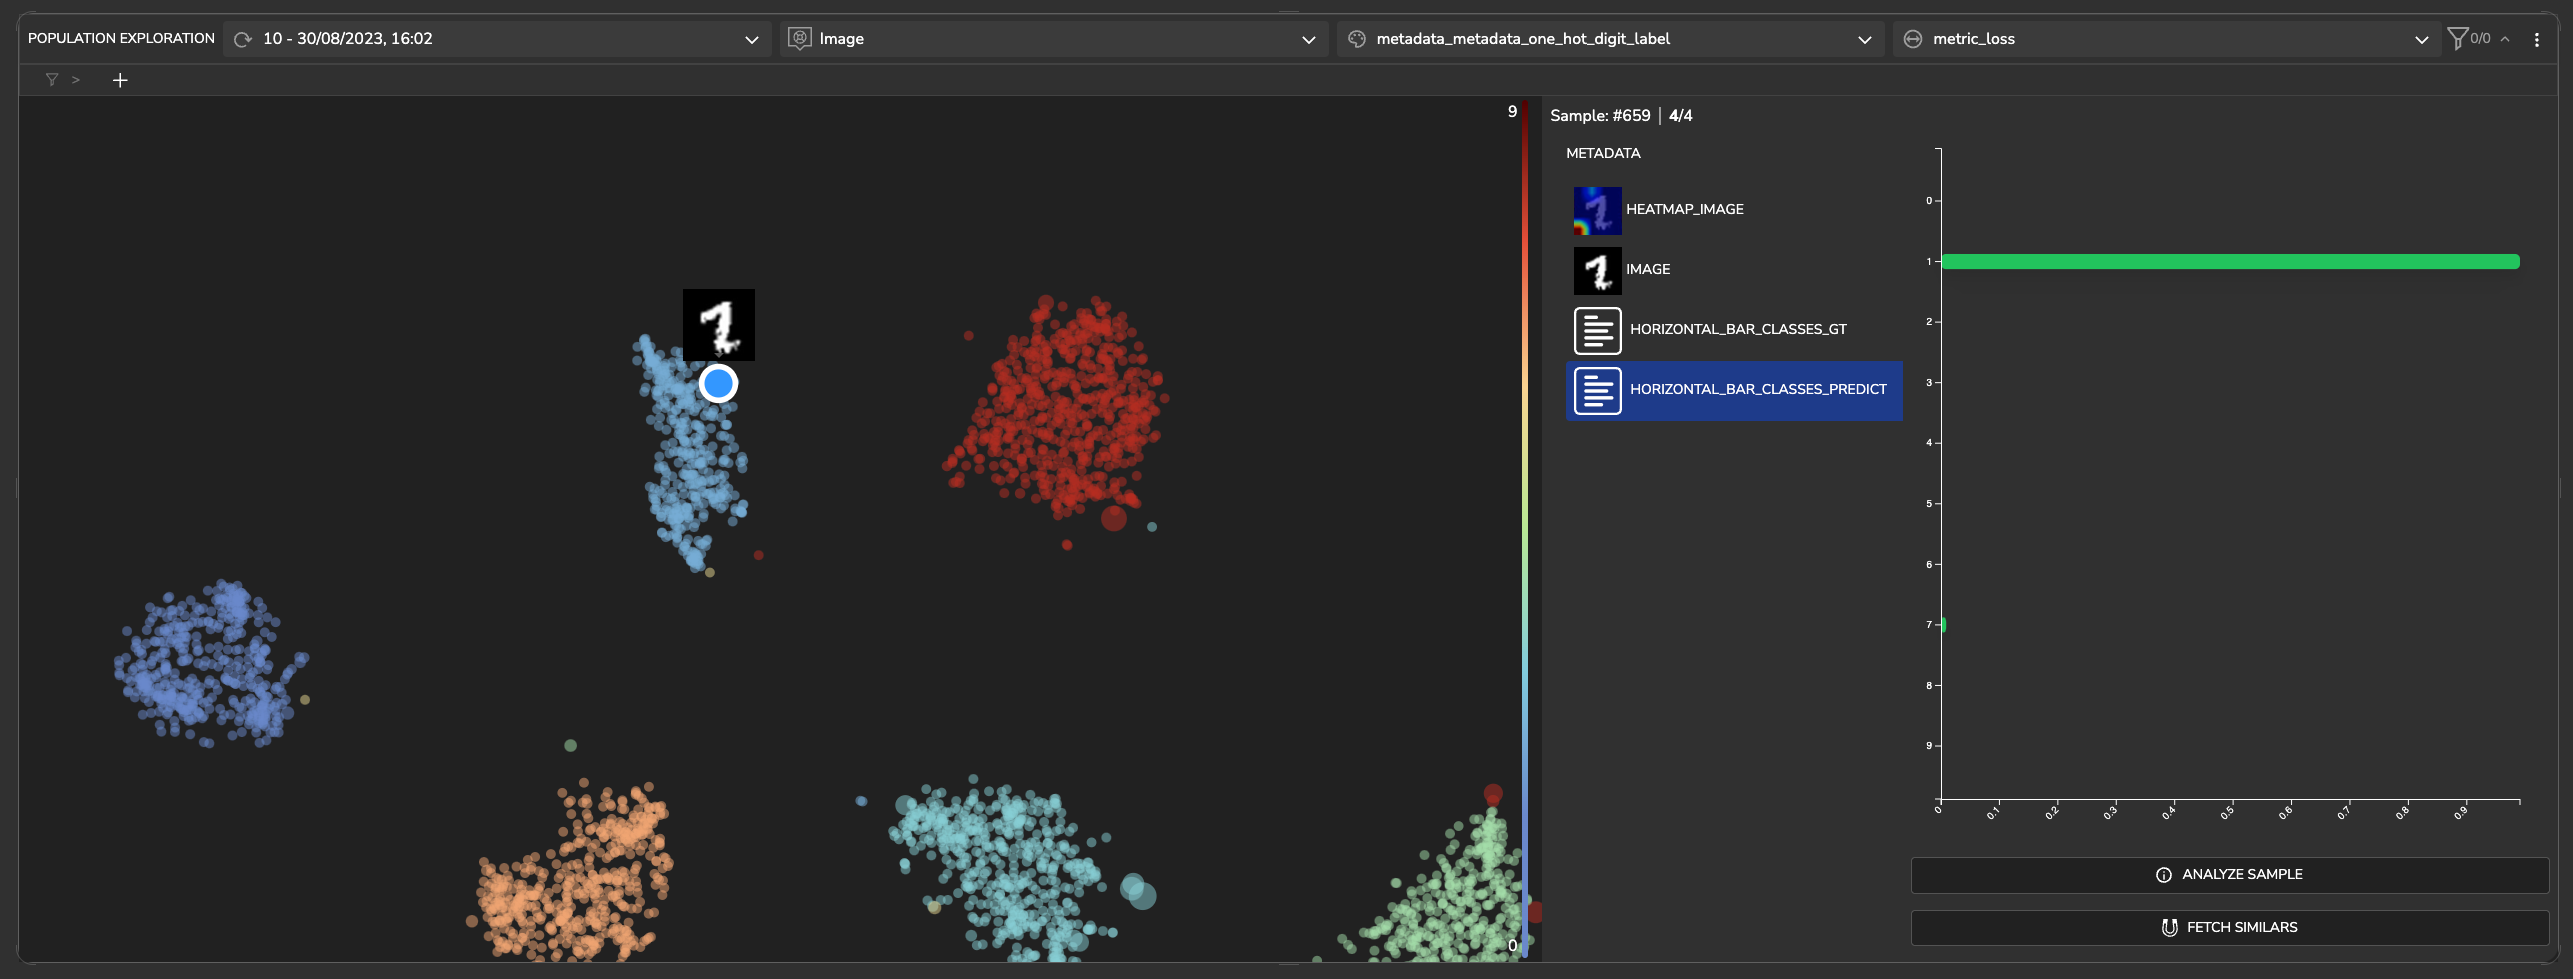 POPULATION EXPLORATION 10 - 30/08/2023, 16:02 Image metadata_metadata_one_hot_digit_label metric_loss 0/0
>
+
9
0
Sample: #659 | 4/4
METADATA
HEATMAP_IMAGE
IMAGE
HORIZONTAL_BAR_CLASSES_GT
HORIZONTAL_BAR_CLASSES_PREDICT
0
1
2
3
4
5
6
7
8
9
0 0.1 0.2 0.3 0.4 0.5 0.6 0.7 0.8 0.9
ANALYZE SAMPLE
FETCH SIMILARS